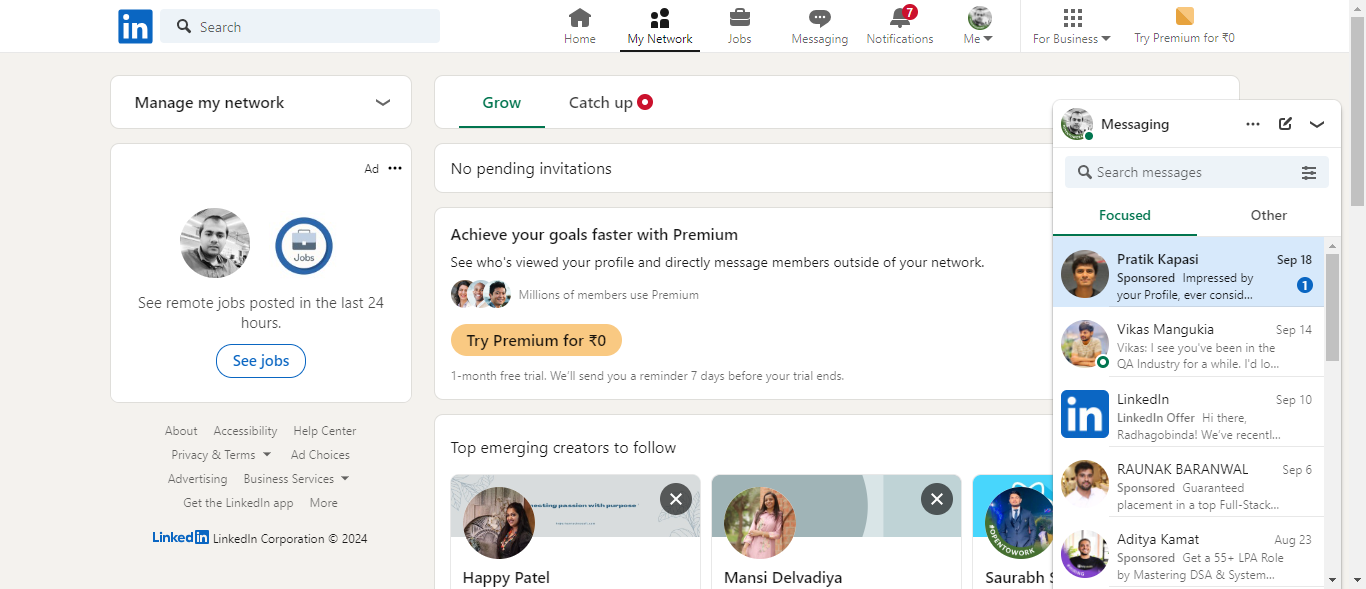 in
Search
Home
My Network
Jobs
Messaging
7
Notifications
Me
For Business
Try Premium for ₹0
Manage my network
Ad
Jobs
See remote jobs posted in the last 24
hours.
See jobs
About Accessibility Help Center
Privacy & Terms Ad Choices
Advertising Business Services
Get the LinkedIn app More
LinkedIn LinkedIn Corporation © 2024
Grow
Catch up
No pending invitations
Achieve your goals faster with Premium
See who's viewed your profile and directly message members outside of your network.
Millions of members use Premium
Try Premium for ₹0
1-month free trial. We'll send you a reminder 7 days before your trial ends.
Top emerging creators to follow
necting passion with purpose
Happy Patel
Mansi Delvadiya
#OPENTOWORK
Saurabh
Messaging
Search messages
Focused
Other
Pratik Kapasi Sep 18
Sponsored Impressed by
your Profile, ever consid...
1
Vikas Mangukia Sep 14
Vikas: I see you've been in the
QA Industry for a while. I'd lo...
in
LinkedIn Sep 10
LinkedIn Offer Hi there,
Radhagobinda! We've recentl...
RAUNAK BARANWAL Sep 6
Sponsored Guaranteed
placement in a top Full-Stack...
Aditya Kamat Aug 23
Sponsored Get a 55+ LPA Role
by Mastering DSA & System...